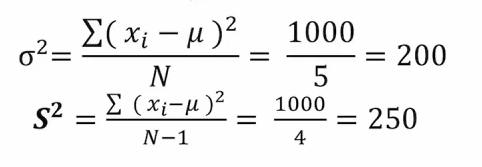 σ²= ∑( xᵢ − μ )² / N = 1000 / 5 = 200
S² = ∑ (xᵢ−μ)² / N−1 = 1000 / 4 = 250